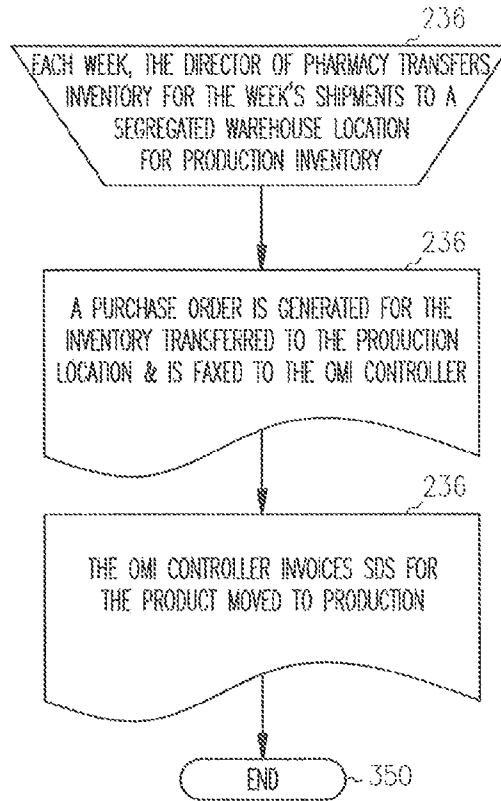 236
EACH WEEK, THE DIRECTOR OF PHARMACY TRANSFERS
INVENTORY FOR THE WEEK'S SHIPMENTS TO A
SEGREGATED WAREHOUSE LOCATION
FOR PRODUCTION INVENTORY
236
A PURCHASE ORDER IS GENERATED FOR THE
INVENTORY TRANSFERRED TO THE PRODUCTION
LOCATION & IS FAXED TO THE OMI CONTROLLER
236
THE OMI CONTROLLER INVOICES SDS FOR
THE PRODUCT MOVED TO PRODUCTION
END
350